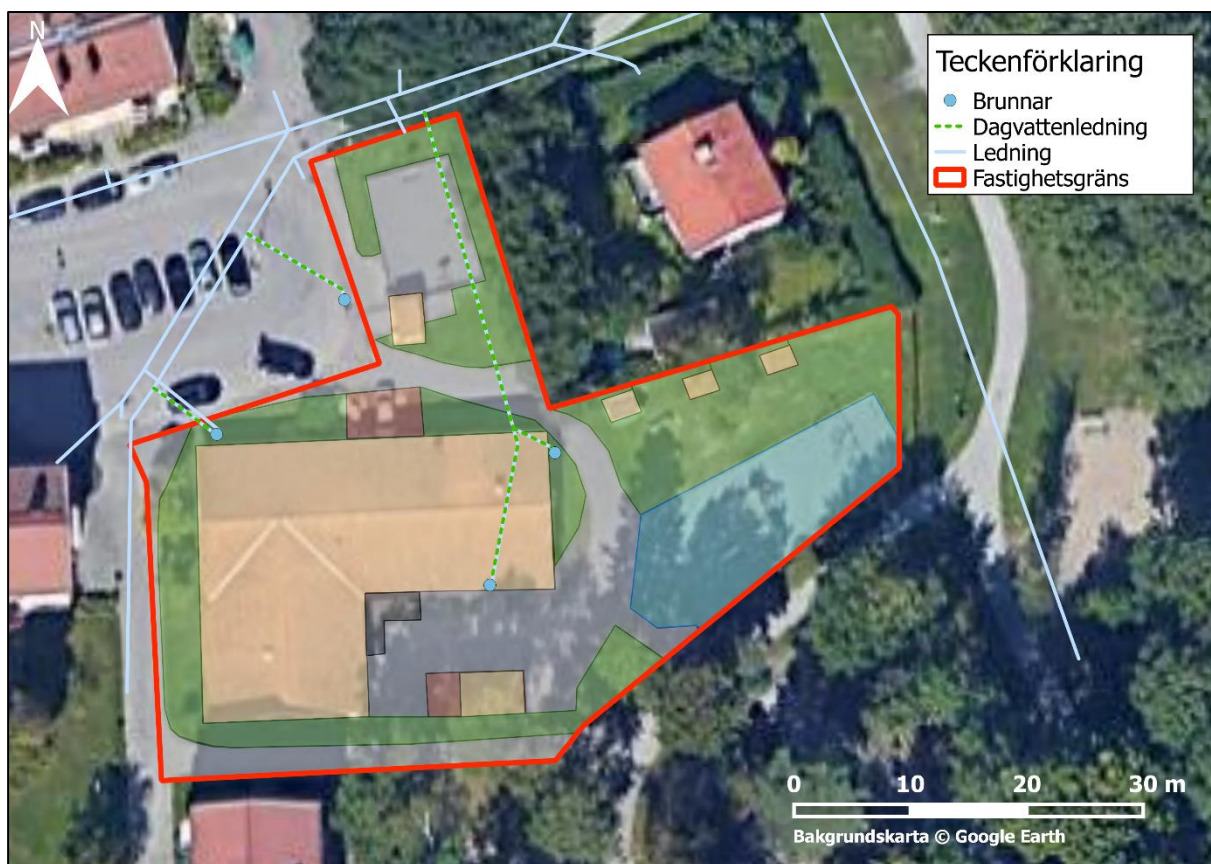 N
Teckenförklaring
Brunnar
Dagvattenledning
Ledning
Fastighetsgräns
0 10 20 30 m
Bakgrundskarta © Google Earth